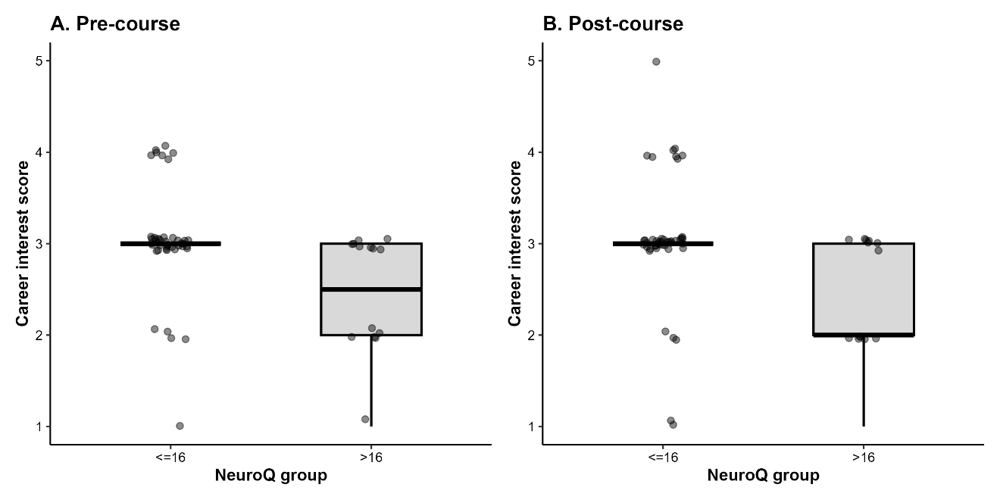 A. Pre-course
Career interest score
5
4
3
2
1
<=16
>16
NeuroQ group
B. Post-course
Career interest score
5
4
3
2
1
<=16
>16
NeuroQ group